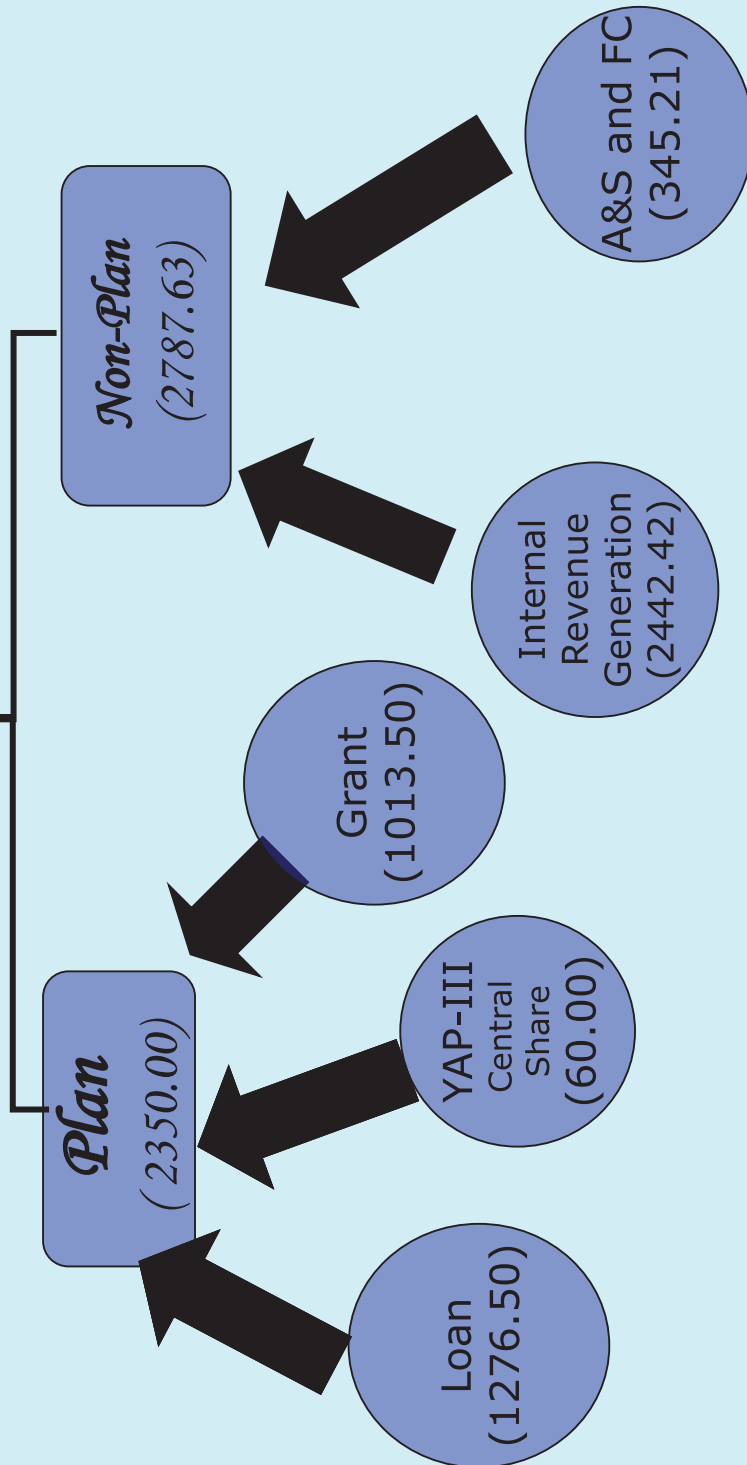 Plan
( 2350.00)
Non-Plan
(2787.63)
Loan
(1276.50)
YAP-III
Central
Share
(60.00)
Grant
(1013.50)
Internal
Revenue
Generation
(2442.42)
A&S and FC
(345.21)